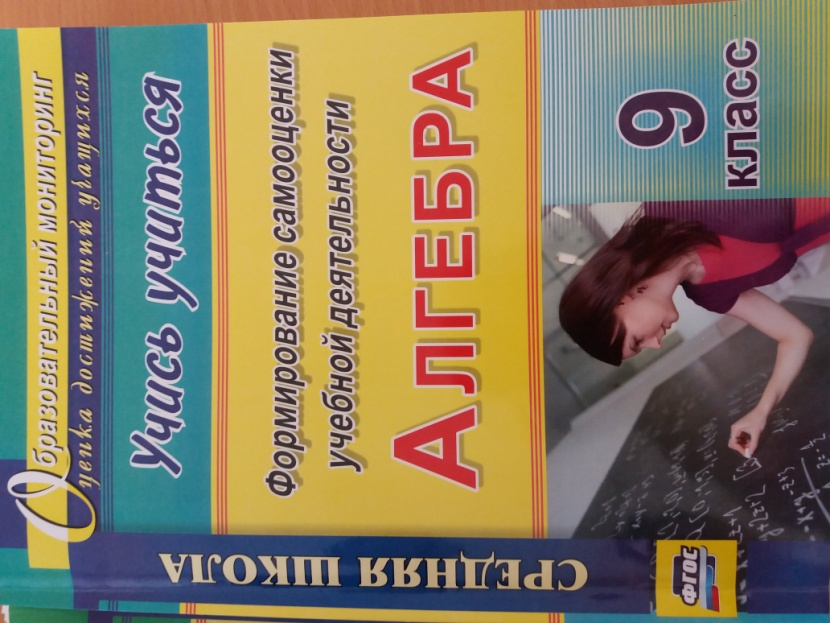 Образовательный мониторинг
Оценка достижений учащихся
Учись учиться
Формирование самооценки
учебной деятельности
АЛГЕБРА
9
класс
СРЕДНЯЯ ШКОЛА
ФГОС